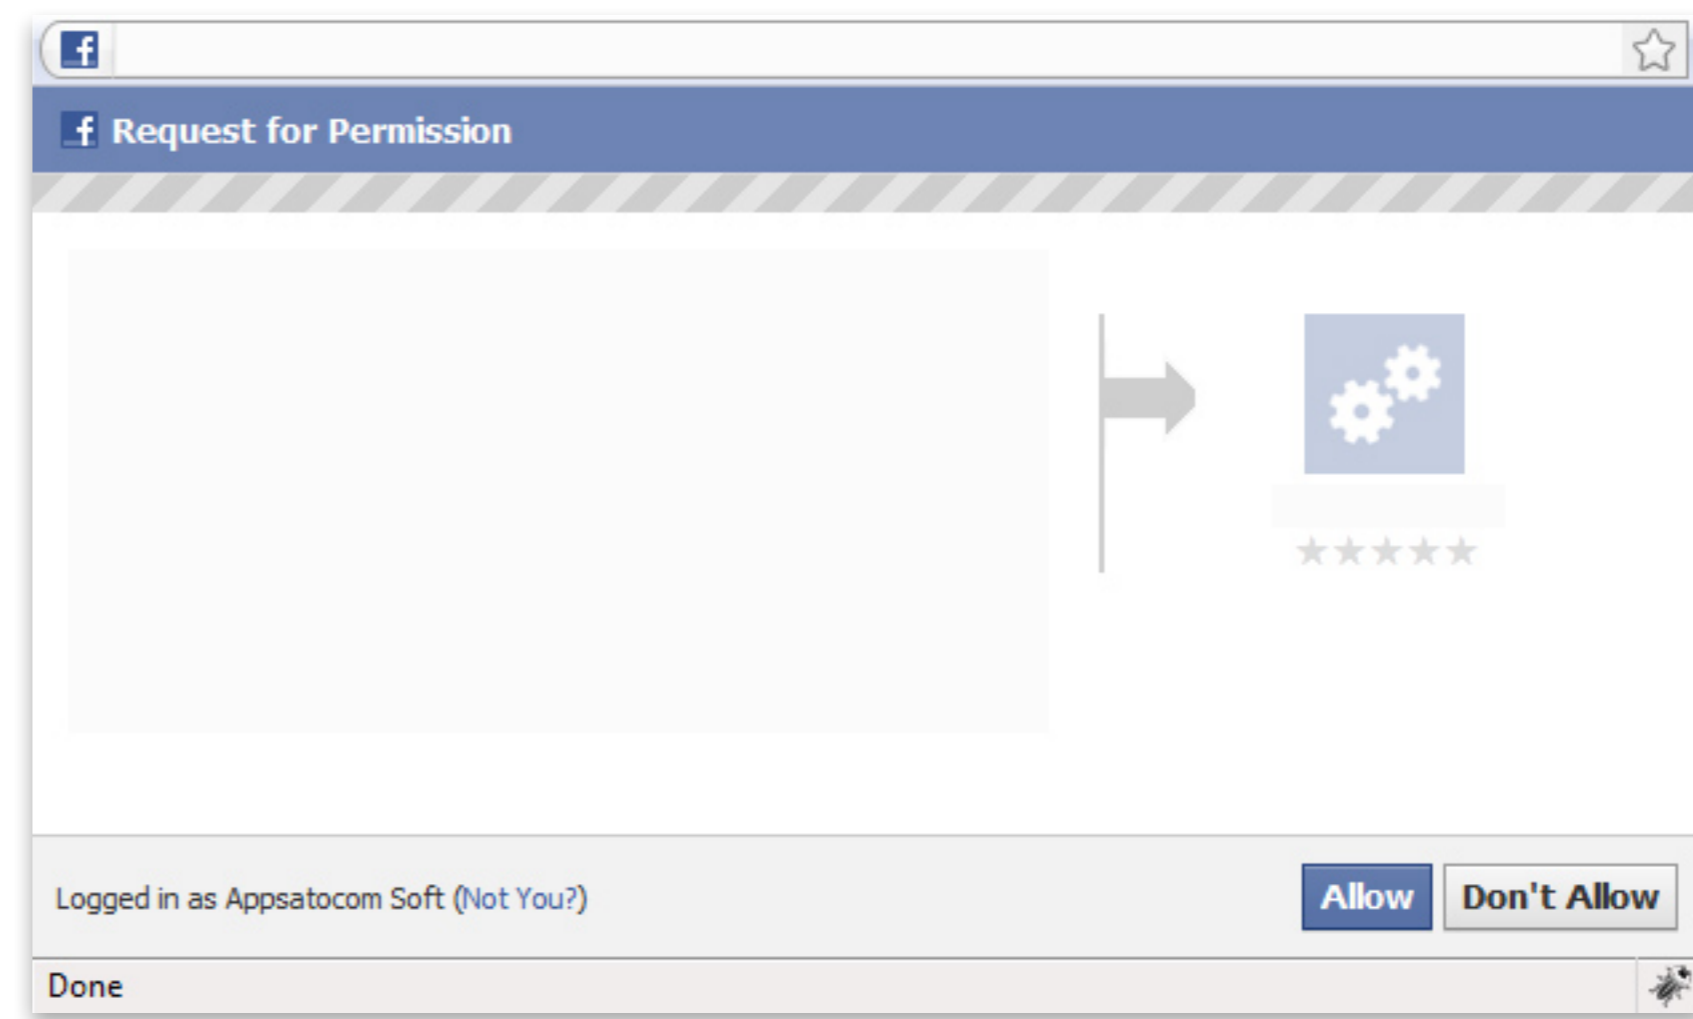 Request for Permission
Logged in as Appsatocom Soft (Not You?)
Allow
Don't Allow
Done